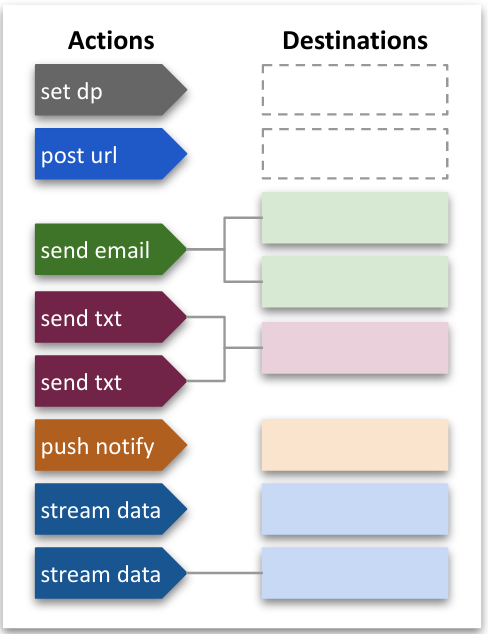 Actions
Destinations
set dp
post url
send email
send txt
send txt
push notify
stream data
stream data